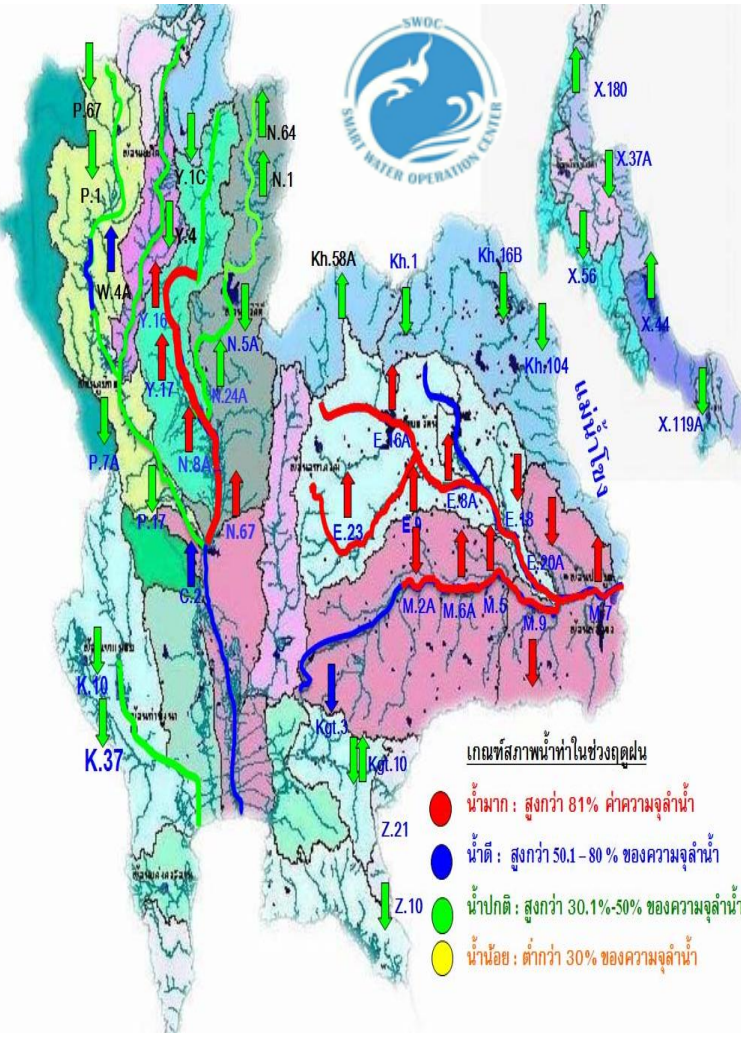 SWOC
SMART WATER OPERATION CENTER
P.67
P.1
W.4A
Y.1C
Y.4
Y.16
Y.17
N.64
N.1
N.5A
N.24A
N.8A
N.67
P.7A
P.17
C.2
K.10
K.37
Kh.58A
Kh.1
Kh.16B
Kh.104
แม่น้ำโขง
E.16A
E.8A
E.23
E.9
E.18
E.20A
M.2A
M.6A
M.5
M.9
M.7
Kgt.3
Kgt.10
Z.21
Z.10
X.180
X.37A
X.56
X.44
X.119A
เกณฑ์สภาพน้ำท่าในช่วงฤดูฝน
น้ำมาก : สูงกว่า 81% ค่าความจุลำน้ำ
น้ำดี : สูงกว่า 50.1 – 80 % ของความจุลำน้ำ
น้ำปกติ : สูงกว่า 30.1%-50% ของความจุลำน้ำ
น้ำน้อย : ต่ำกว่า 30% ของความจุลำน้ำ